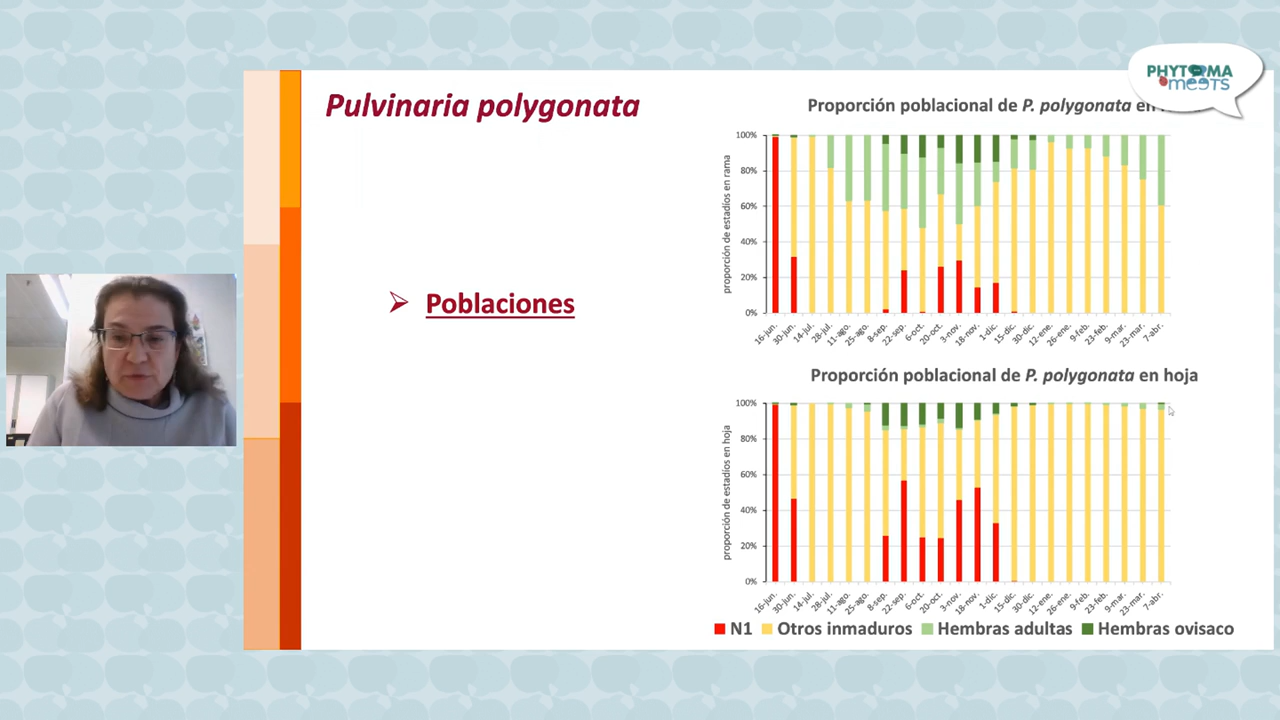 PHYTOMA
meets
Pulvinaria polygonata
Poblaciones
Proporción poblacional de P. polygonata en
proporción de estadíos en rama
100%
80%
60%
40%
20%
0%
16-jun. 30-jun. 14-jul. 28-jul. 11-ago. 25-ago. 8-sep. 22-sep. 6-oct. 20-oct. 3-nov. 18-nov. 1-dic. 15-dic. 30-dic. 12-ene. 26-ene. 9-feb. 23-feb. 9-mar. 23-mar. 7-abr.
Proporción poblacional de P. polygonata en hoja
proporción de estadíos en hoja
100%
80%
60%
40%
20%
0%
16-jun. 30-jun. 14-jul. 28-jul. 11-ago. 25-ago. 8-sep. 22-sep. 6-oct. 20-oct. 3-nov. 18-nov. 1-dic. 15-dic. 30-dic. 12-ene. 26-ene. 9-feb. 23-feb. 9-mar. 23-mar. 7-abr.
N1 Otros inmaduros Hembras adultas Hembras ovisaco